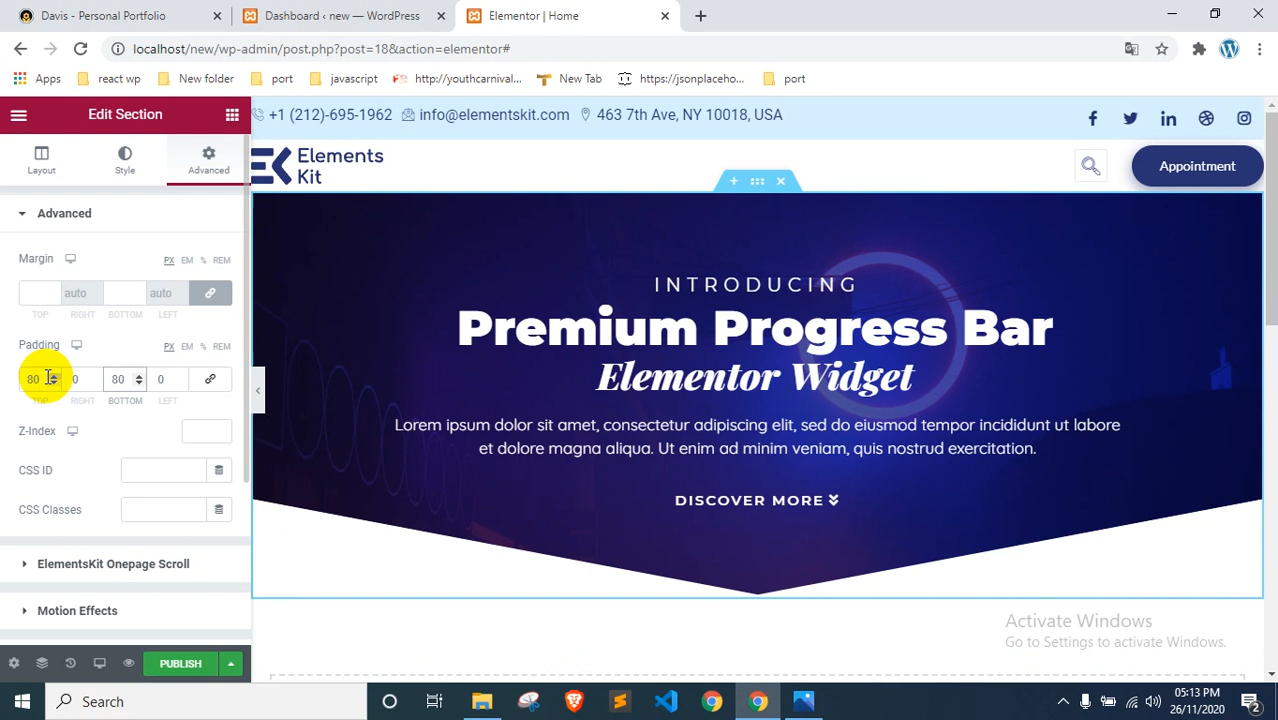 Davis - Personal Portfolio
Dashboard ‹ new — WordPress
Elementor | Home
localhost/new/wp-admin/post.php?post=18&action=elementor#
Apps
react wp
New folder
port
javascript
http://youthcarnival...
New Tab
https://jsonplaceho...
port
Edit Section
Layout
Style
Advanced
Advanced
Margin
PX EM % REM
auto
auto
TOP RIGHT BOTTOM LEFT
Padding
PX EM % REM
80 0 80 0
TOP RIGHT BOTTOM LEFT
Z-Index
CSS ID
CSS Classes
ElementsKit Onepage Scroll
Motion Effects
PUBLISH
+1 (212)-695-1962 info@elementskit.com 463 7th Ave, NY 10018, USA
Elements
Kit
Appointment
INTRODUCING
Premium Progress Bar
Elementor Widget
Lorem ipsum dolor sit amet, consectetur adipiscing elit, sed do eiusmod tempor incididunt ut labore
et dolore magna aliqua. Ut enim ad minim veniam, quis nostrud exercitation.
DISCOVER MORE
Activate Windows
Go to Settings to activate Windows.
Search
05:13 PM
26/11/2020
2